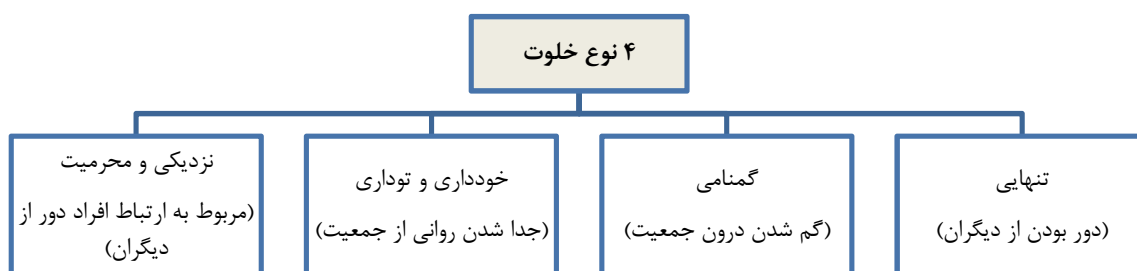 ۴ نوع خلوت
تنهایی
(دور بودن از دیگران)
گمنامی
(گم شدن درون جمعیت)
خودداری و توداری
(جدا شدن روانی از جمعیت)
نزدیکی و محرمیت
(مربوط به ارتباط افراد دور از
دیگران)